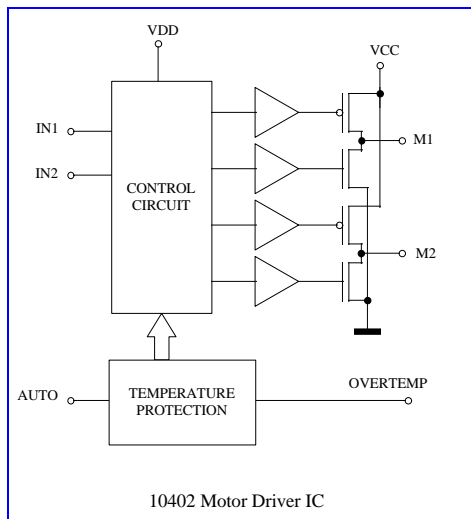 VDD
VCC
IN1
M1
IN2
CONTROL
CIRCUIT
M2
AUTO
TEMPERATURE
PROTECTION
OVERTEMP
10402 Motor Driver IC